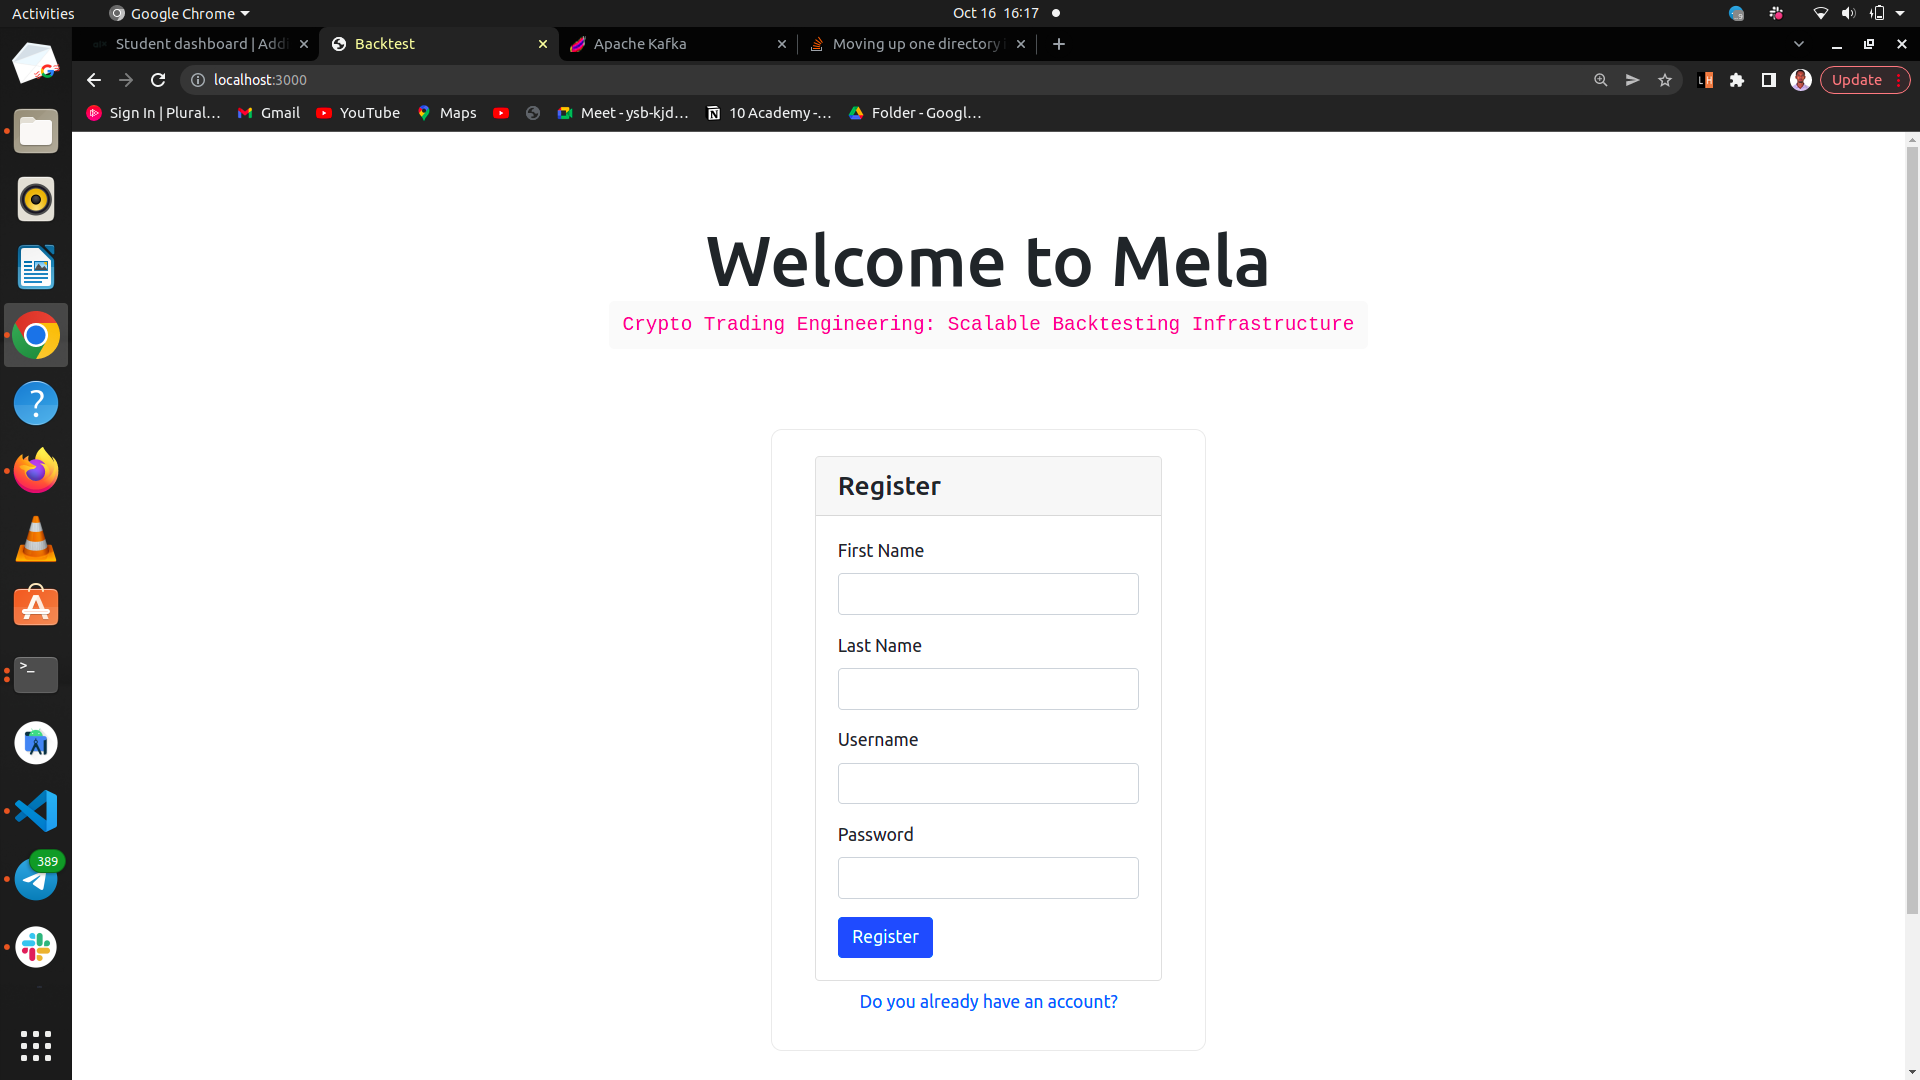 Activities
Google Chrome
Oct 16 16:17
Student dashboard | Addi
Backtest
Apache Kafka
Moving up one directory i
localhost:3000
Update
Sign In | Plural…
Gmail
YouTube
Maps
Meet - ysb-kjd…
10 Academy -…
Folder - Googl…
Welcome to Mela
Crypto Trading Engineering: Scalable Backtesting Infrastructure
Register
First Name
Last Name
Username
Password
Register
Do you already have an account?
389